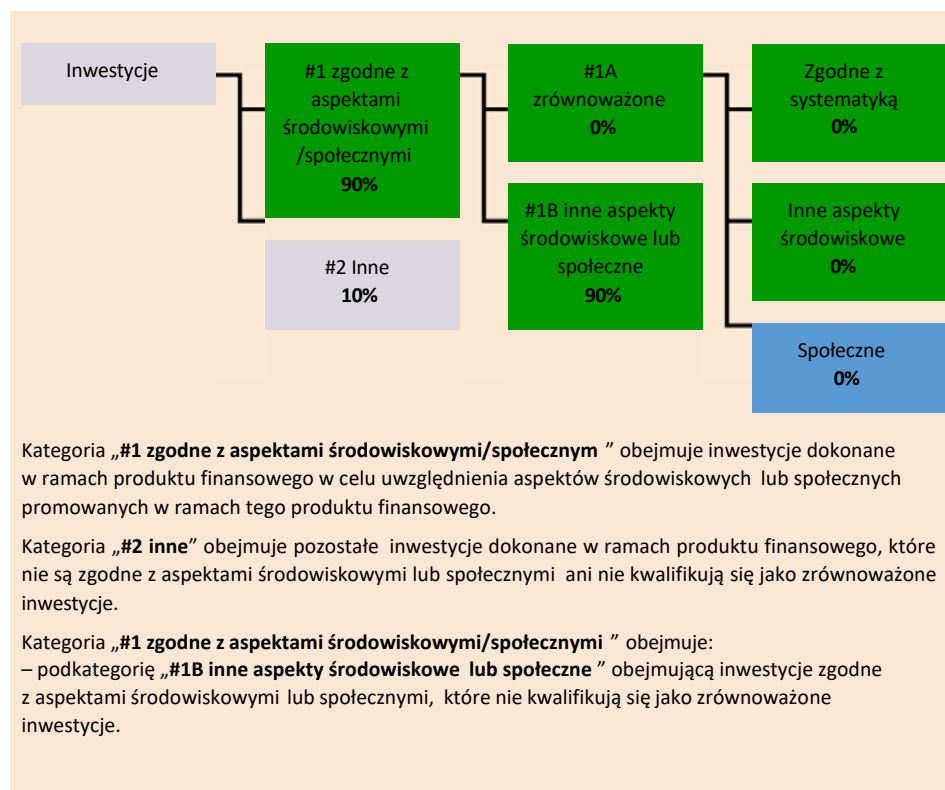 Inwestycje
#1 zgodne z
aspektami
środowiskowymi
/społecznymi
90%
#2 Inne
10%
#1A
zrównoważone
0%
#1B inne aspekty
środowiskowe lub
społeczne
90%
Zgodne z
systematyką
0%
Inne aspekty
środowiskowe
0%
Społeczne
0%
Kategoria „#1 zgodne z aspektami środowiskowymi/społecznym ” obejmuje inwestycje dokonane
w ramach produktu finansowego w celu uwzględnienia aspektów środowiskowych lub społecznych
promowanych w ramach tego produktu finansowego.
Kategoria „#2 inne” obejmuje pozostałe inwestycje dokonane w ramach produktu finansowego, które
nie są zgodne z aspektami środowiskowymi lub społecznymi ani nie kwalifikują się jako zrównoważone
inwestycje.
Kategoria „#1 zgodne z aspektami środowiskowymi/społecznymi ” obejmuje:
– podkategorię „#1B inne aspekty środowiskowe lub społeczne ” obejmującą inwestycje zgodne
z aspektami środowiskowymi lub społecznymi, które nie kwalifikują się jako zrównoważone
inwestycje.